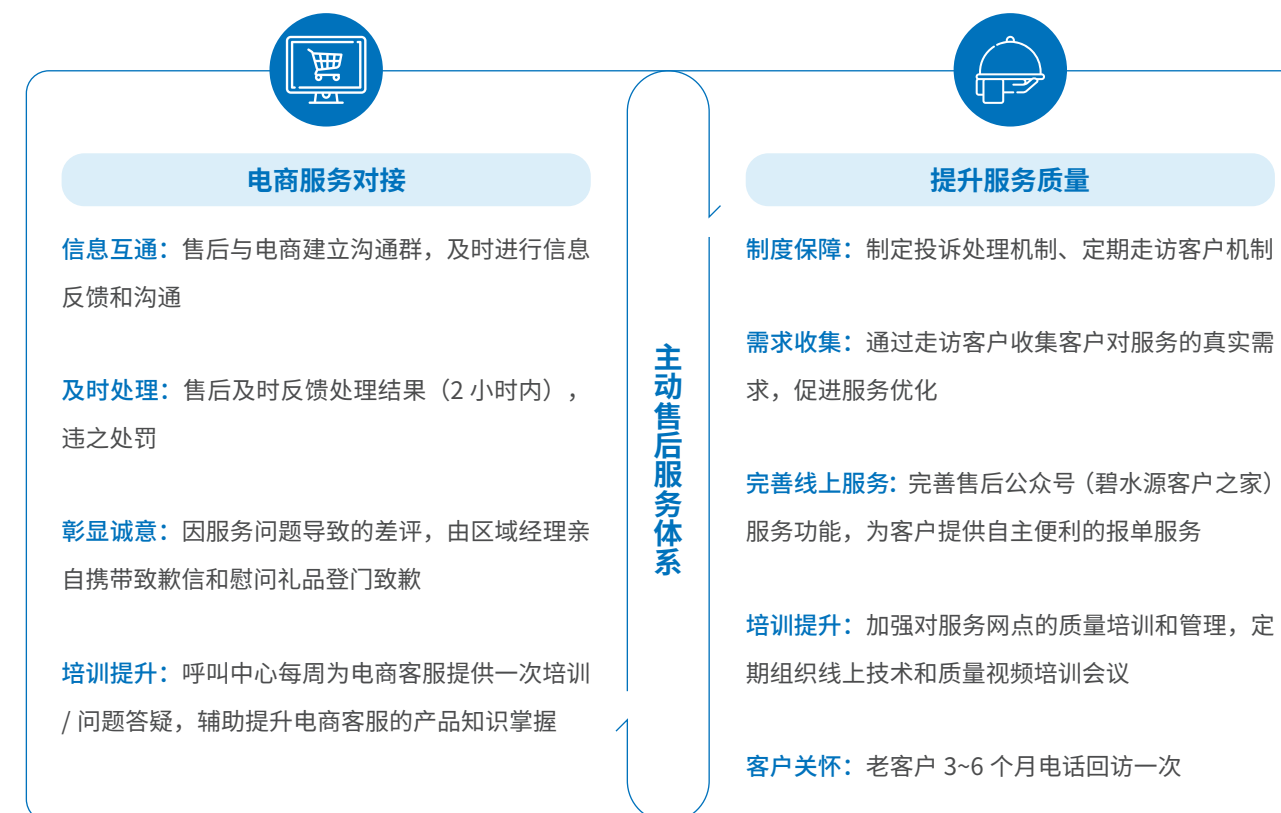 电商服务对接
信息互通：售后与电商建立沟通群，及时进行信息
反馈和沟通
及时处理：售后及时反馈处理结果（2 小时内），
违之处罚
彰显诚意：因服务问题导致的差评，由区域经理亲
自携带致歉信和慰问礼品登门致歉
培训提升：呼叫中心每周为电商客服提供一次培训
/ 问题答疑，辅助提升电商客服的产品知识掌握
主动售后服务体系
提升服务质量
制度保障：制定投诉处理机制、定期走访客户机制
需求收集：通过走访客户收集客户对服务的真实需
求，促进服务优化
完善线上服务：完善售后公众号（碧水源客户之家）
服务功能，为客户提供自主便利的报单服务
培训提升：加强对服务网点的质量培训和管理，定
期组织线上技术和质量视频培训会议
客户关怀：老客户 3~6 个月电话回访一次